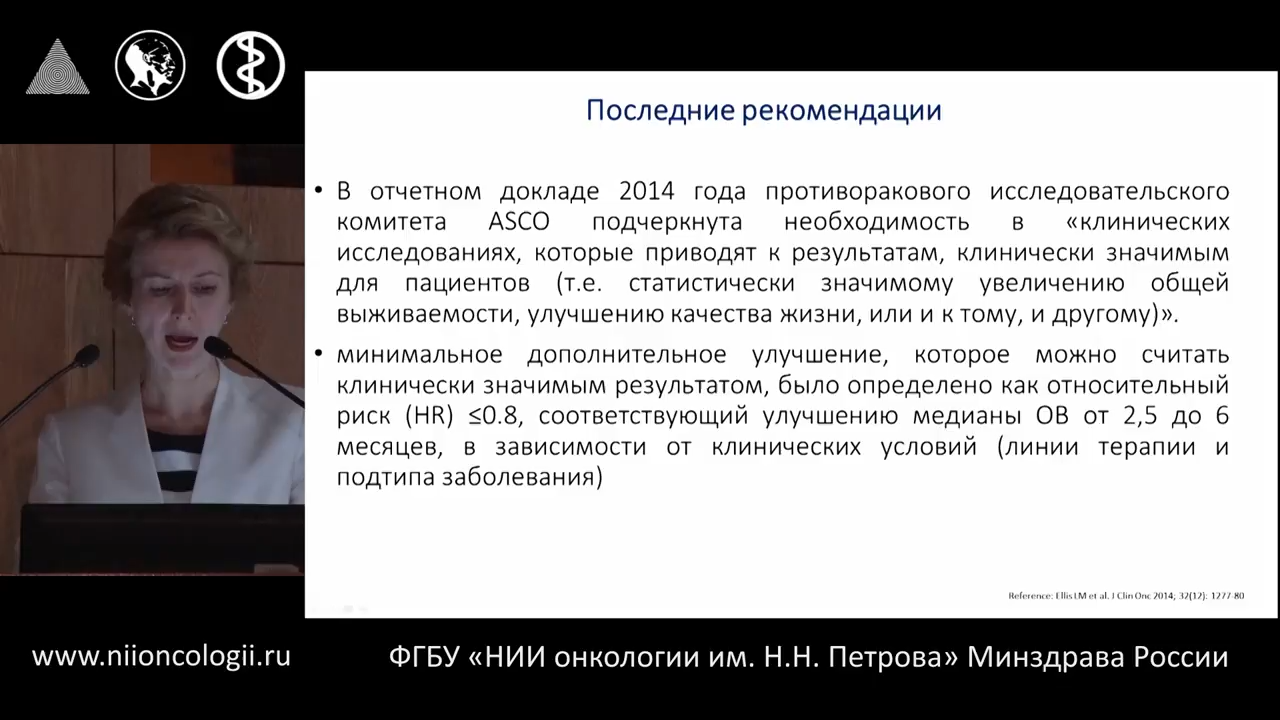 Последние рекомендации
• В отчетном докладе 2014 года противоракового исследовательского
комитета ASCO подчеркнута необходимость в «клинических
исследованиях, которые приводят к результатам, клинически значимым
для пациентов (т.е. статистически значимому увеличению общей
выживаемости, улучшению качества жизни, или и к тому, и другому)».
• минимальное дополнительное улучшение, которое можно считать
клинически значимым результатом, было определено как относительный
риск (HR) ≤0.8, соответствующий улучшению медианы ОВ от 2,5 до 6
месяцев, в зависимости от клинических условий (линии терапии и
подтипа заболевания)
Reference: Ellis LM et al. J Clin Onc 2014; 32(12): 1277-80
www.niioncologii.ru
ФГБУ «НИИ онкологии им. Н.Н. Петрова» Минздрава России